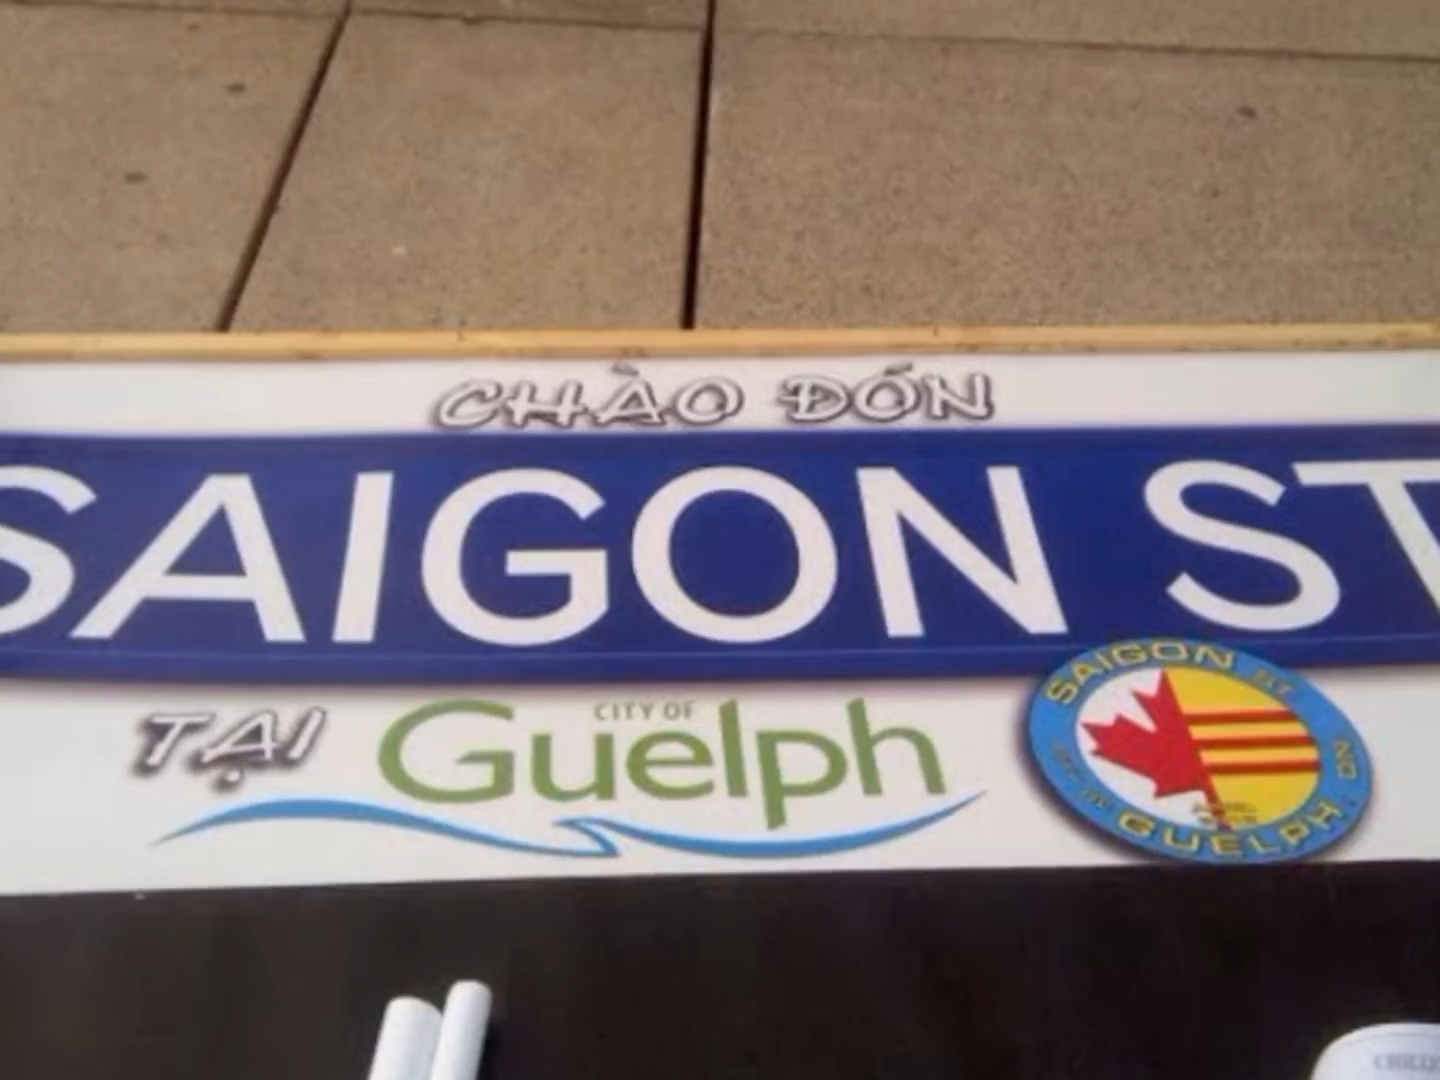 CHÀO ĐÓN
SAIGON ST
TẠI
CITY OF
Guelph
SAIGON ST
GUELPH, ON